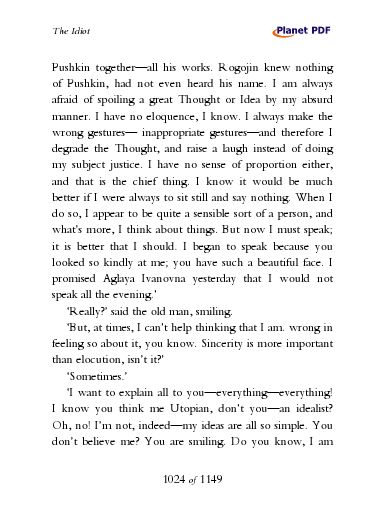 The Idiot
Planet PDF
Pushkin together—all his works. Rogojin knew nothing
of Pushkin, had not even heard his name. I am always
afraid of spoiling a great Thought or Idea by my absurd
manner. I have no eloquence, I know. I always make the
wrong gestures— inappropriate gestures—and therefore I
degrade the Thought, and raise a laugh instead of doing
my subject justice. I have no sense of proportion either,
and that is the chief thing. I know it would be much
better if I were always to sit still and say nothing. When I
do so, I appear to be quite a sensible sort of a person, and
what's more, I think about things. But now I must speak;
it is better that I should. I began to speak because you
looked so kindly at me; you have such a beautiful face. I
promised Aglaya Ivanovna yesterday that I would not
speak all the evening.'
'Really?' said the old man, smiling.
'But, at times, I can't help thinking that I am. wrong in
feeling so about it, you know. Sincerity is more important
than elocution, isn't it?'
'Sometimes.'
'I want to explain all to you—everything—everything!
I know you think me Utopian, don't you—an idealist?
Oh, no! I'm not, indeed—my ideas are all so simple. You
don't believe me? You are smiling. Do you know, I am
1024 of 1149